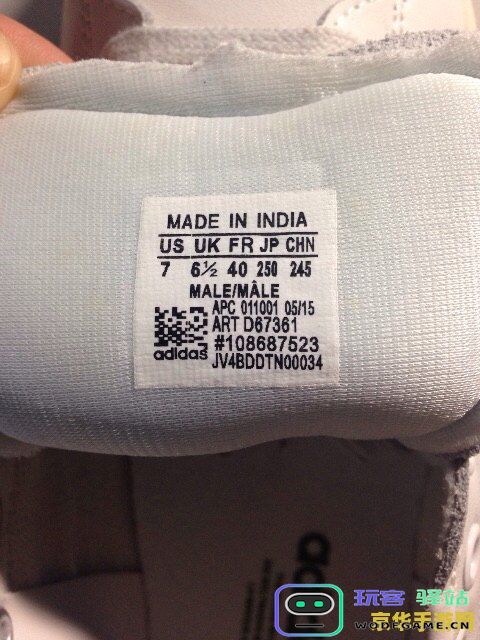 MADE IN INDIA
US UK FR JP CHN
7 6½ 40 250 245
MALE/MÂLE
APC 011001 05/15
ART D67361
#108687523
adidas
JV4BDDTN00034
玩客 驿站
WODEGAME.CN